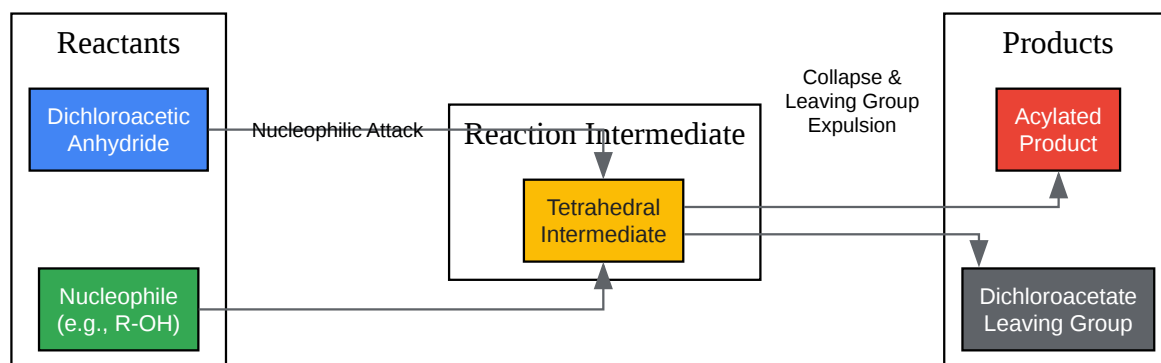 Reactants
Dichloroacetic
Anhydride
Nucleophile
(e.g., R-OH)
Nucleophilic Attack
Reaction Intermediate
Tetrahedral
Intermediate
Collapse &
Leaving Group
Expulsion
Products
Acylated
Product
Dichloroacetate
Leaving Group